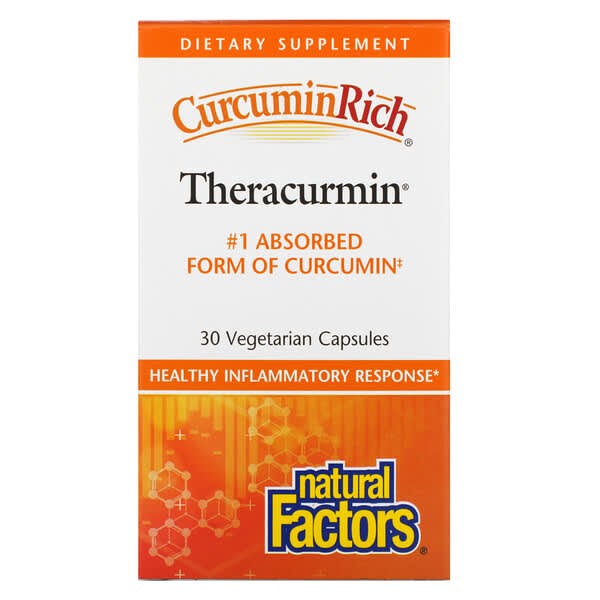 DIETARY SUPPLEMENT
CurcuminRich®
Theracurmin®
#1 ABSORBED
FORM OF CURCUMIN‡
30 Vegetarian Capsules
HEALTHY INFLAMMATORY RESPONSE*
natural
Factors®